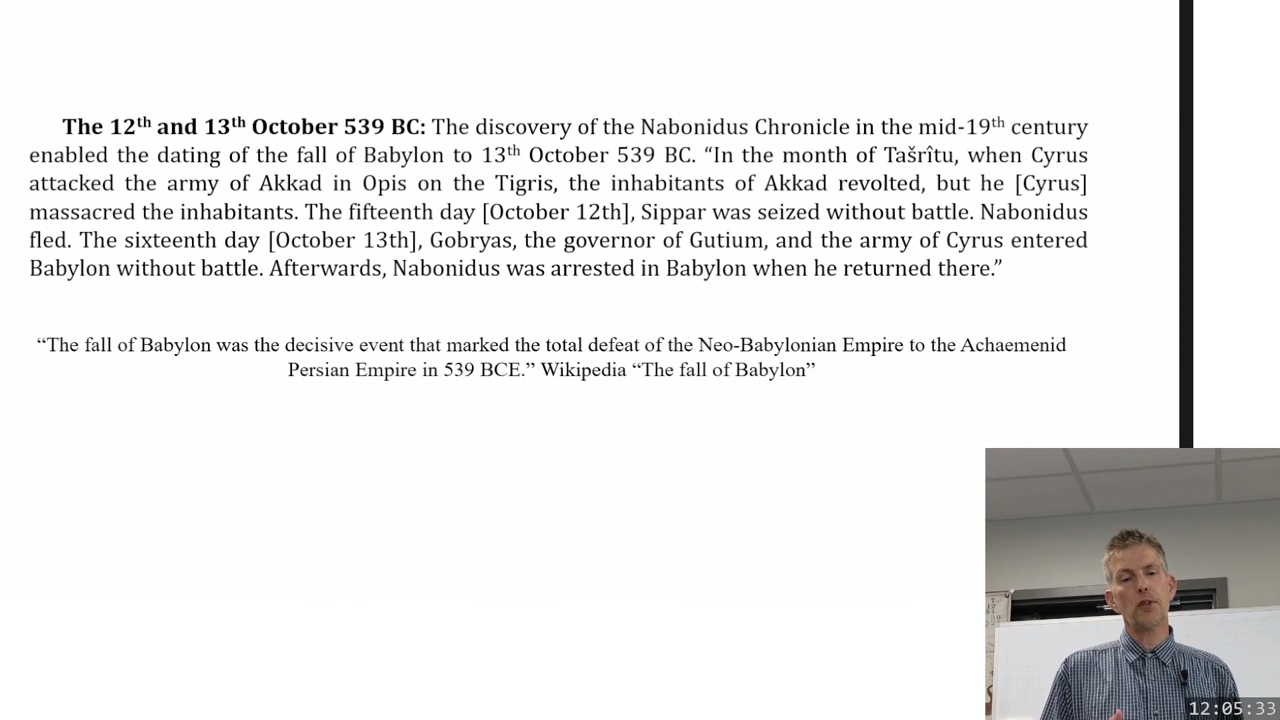 The 12th and 13th October 539 BC: The discovery of the Nabonidus Chronicle in the mid-19th century
enabled the dating of the fall of Babylon to 13th October 539 BC. “In the month of Tašrîtu, when Cyrus
attacked the army of Akkad in Opis on the Tigris, the inhabitants of Akkad revolted, but he [Cyrus]
massacred the inhabitants. The fifteenth day [October 12th], Sippar was seized without battle. Nabonidus
fled. The sixteenth day [October 13th], Gobryas, the governor of Gutium, and the army of Cyrus entered
Babylon without battle. Afterwards, Nabonidus was arrested in Babylon when he returned there.”
“The fall of Babylon was the decisive event that marked the total defeat of the Neo-Babylonian Empire to the Achaemenid
Persian Empire in 539 BCE.” Wikipedia “The fall of Babylon”
12:05:33